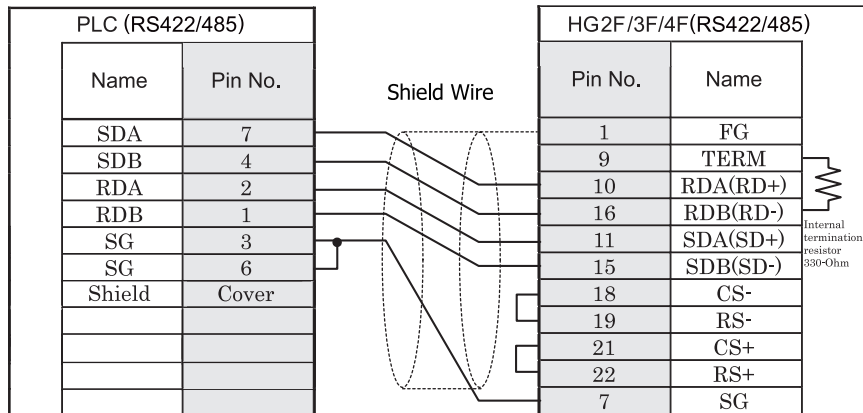 PLC (RS422/485)
Name Pin No.
SDA 7
SDB 4
RDA 2
RDB 1
SG 3
SG 6
Shield Cover
Shield Wire
HG2F/3F/4F(RS422/485)
Pin No. Name
1 FG
9 TERM
10 RDA(RD+)
16 RDB(RD-)
11 SDA(SD+)
15 SDB(SD-)
18 CS-
19 RS-
21 CS+
22 RS+
7 SG
Internal
termination
resistor
330-Ohm